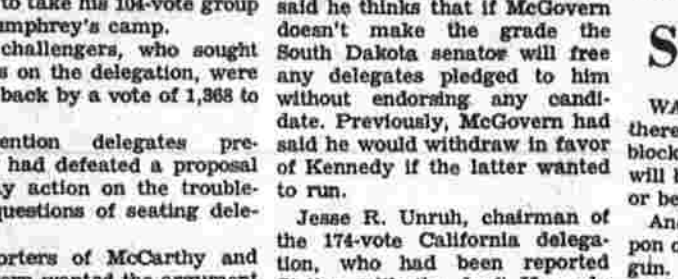 to take his 104-vote group
umphrey's camp.
challengers, who sought
s on the delegation, were
back by a vote of 1,368 to
ention delegates pre-
had defeated a proposal
y action on the trouble-
questions of seating dele-
orters of McCarthy and
wanted the argument
said he thinks that if McGovern
doesn't make the grade the
South Dakota senator will free
any delegates pledged to him
without endorsing any candi-
date. Previously, McGovern had
said he would withdraw in favor
of Kennedy if the latter wanted
to run.
Jesse R. Unruh, chairman of
the 174-vote California delega-
tion, who had been reported
S
WA
there
block
will
or be
An
pon
gun.